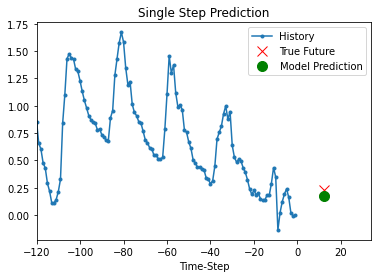 Single Step Prediction
History
True Future
Model Prediction
1.75
1.50
1.25
1.00
0.75
0.50
0.25
0.00
−120 −100 −80 −60 −40 −20 0 20
Time-Step